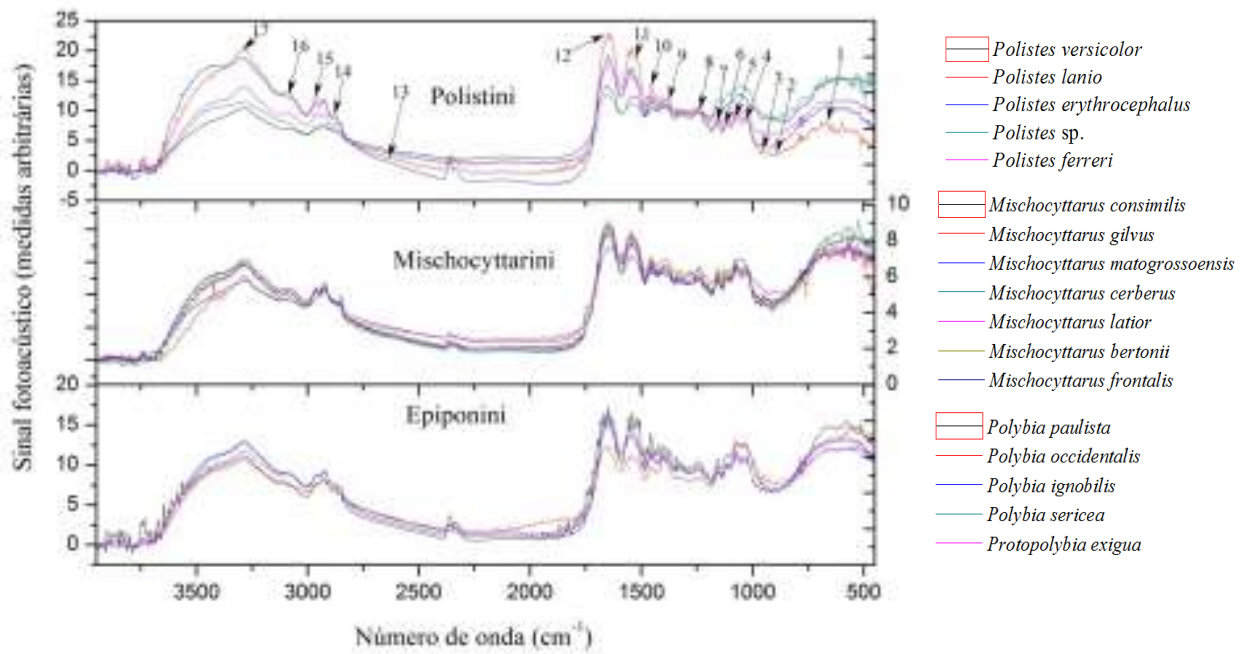 Sinal fotoacústico (medidas arbitrárias)
25
20
15
10
5
0
-5
17
16
15
14
13
12
11
10
9
8
7
6
5
4
3
2
1
Polistini
10
8
6
4
2
0
Mischocyttarini
20
15
10
5
0
Epiponini
3500
3000
2500
2000
1500
1000
500
Número de onda (cm⁻¹)
Polistes versicolor
Polistes lanio
Polistes erythrocephalus
Polistes sp.
Polistes ferreri
Mischocyttarus consimilis
Mischocyttarus gilvus
Mischocyttarus matogrossoensis
Mischocyttarus cerberus
Mischocyttarus latior
Mischocyttarus bertonii
Mischocyttarus frontalis
Polybia paulista
Polybia occidentalis
Polybia ignobilis
Polybia sericea
Protopolybia exigua